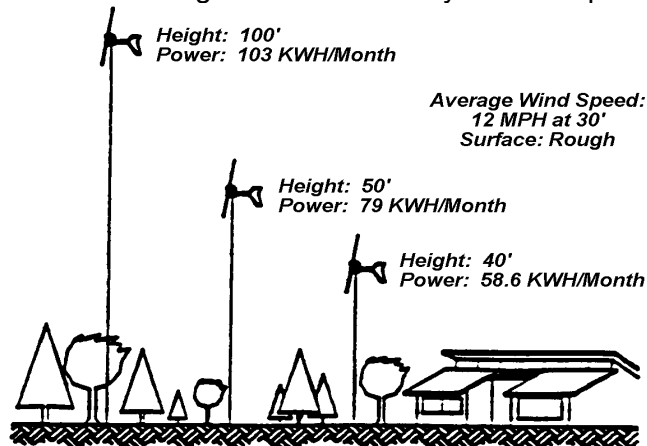 Height: 100'
Power: 103 KWH/Month
Average Wind Speed:
12 MPH at 30'
Surface: Rough
Height: 50'
Power: 79 KWH/Month
Height: 40'
Power: 58.6 KWH/Month